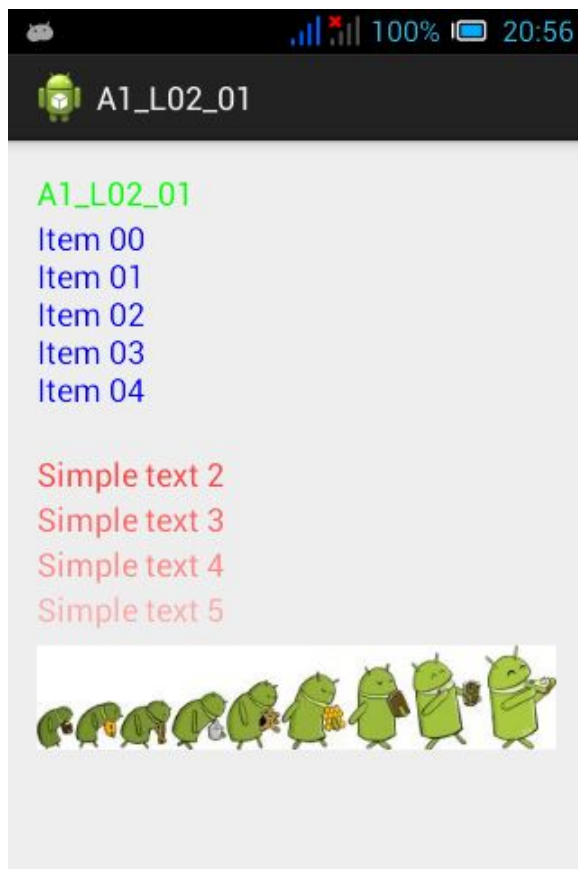 100% 20:56
A1_L02_01
A1_L02_01
Item 00
Item 01
Item 02
Item 03
Item 04
Simple text 2
Simple text 3
Simple text 4
Simple text 5